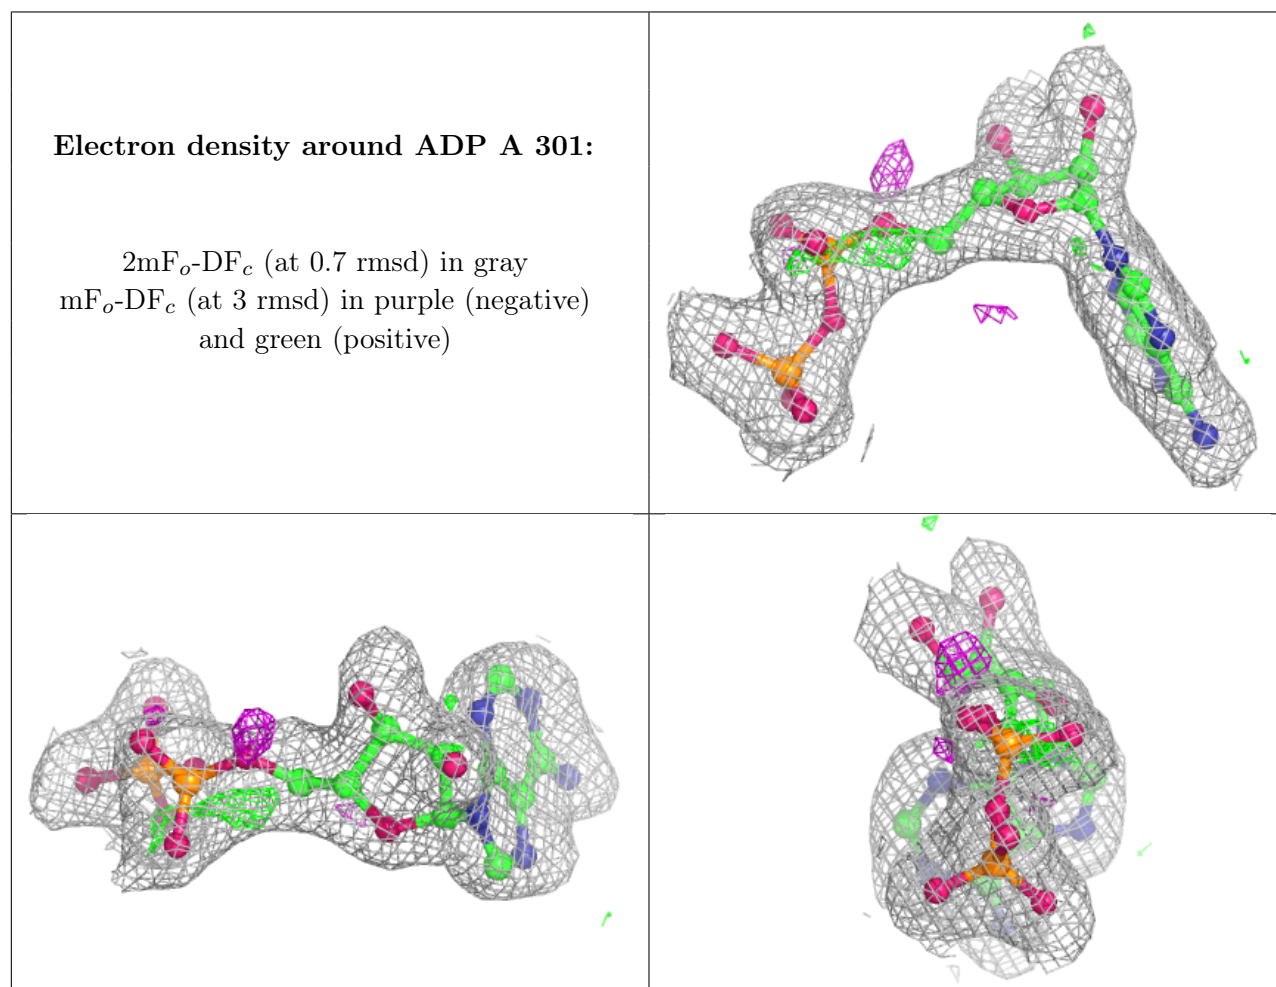 Electron density around ADP A 301:
2mFo-DFc (at 0.7 rmsd) in gray
mFo-DFc (at 3 rmsd) in purple (negative)
and green (positive)